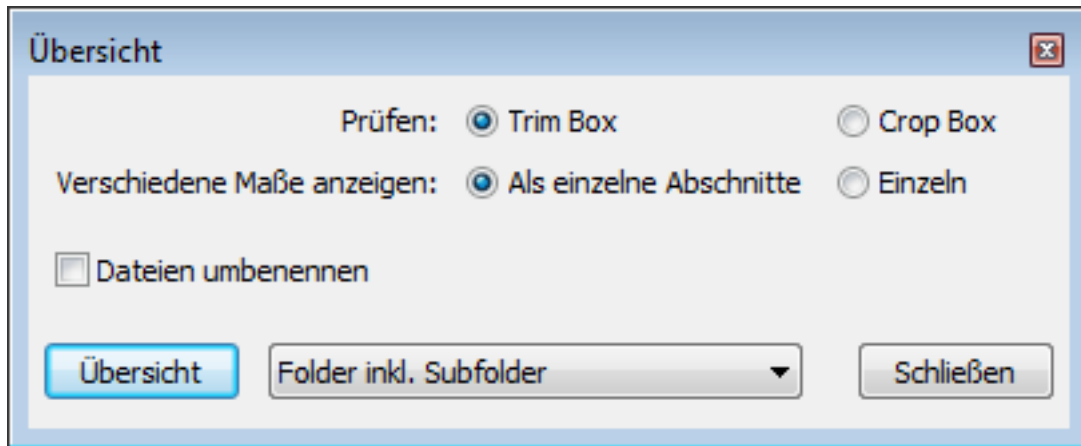 Übersicht
Prüfen: Trim Box Crop Box
Verschiedene Maße anzeigen: Als einzelne Abschnitte Einzeln
Dateien umbenennen
Übersicht Folder inkl. Subfolder Schließen